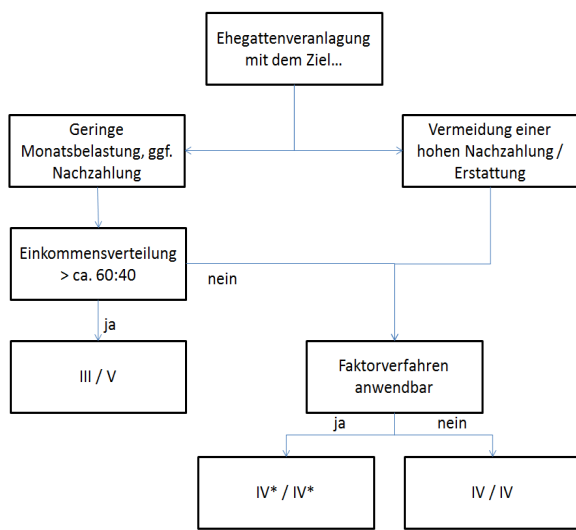 Ehegattenveranlagung
mit dem Ziel…
Geringe
Monatsbelastung, ggf.
Nachzahlung
Vermeidung einer
hohen Nachzahlung /
Erstattung
Einkommensverteilung
> ca. 60:40
nein
ja
III / V
Faktorverfahren
anwendbar
ja
nein
IV* / IV*
IV / IV